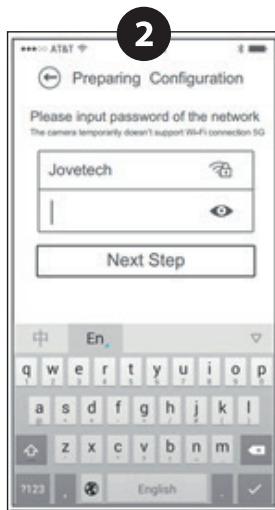 2
AT&T
Preparing Configuration
Please input password of the network
The camera temporarily doesn't support Wi-Fi connection 5G
Jovetech
Next Step
中 En
q w e r t y u i o p
a s d f g h j k l
z x c v b n m
?123 , English .